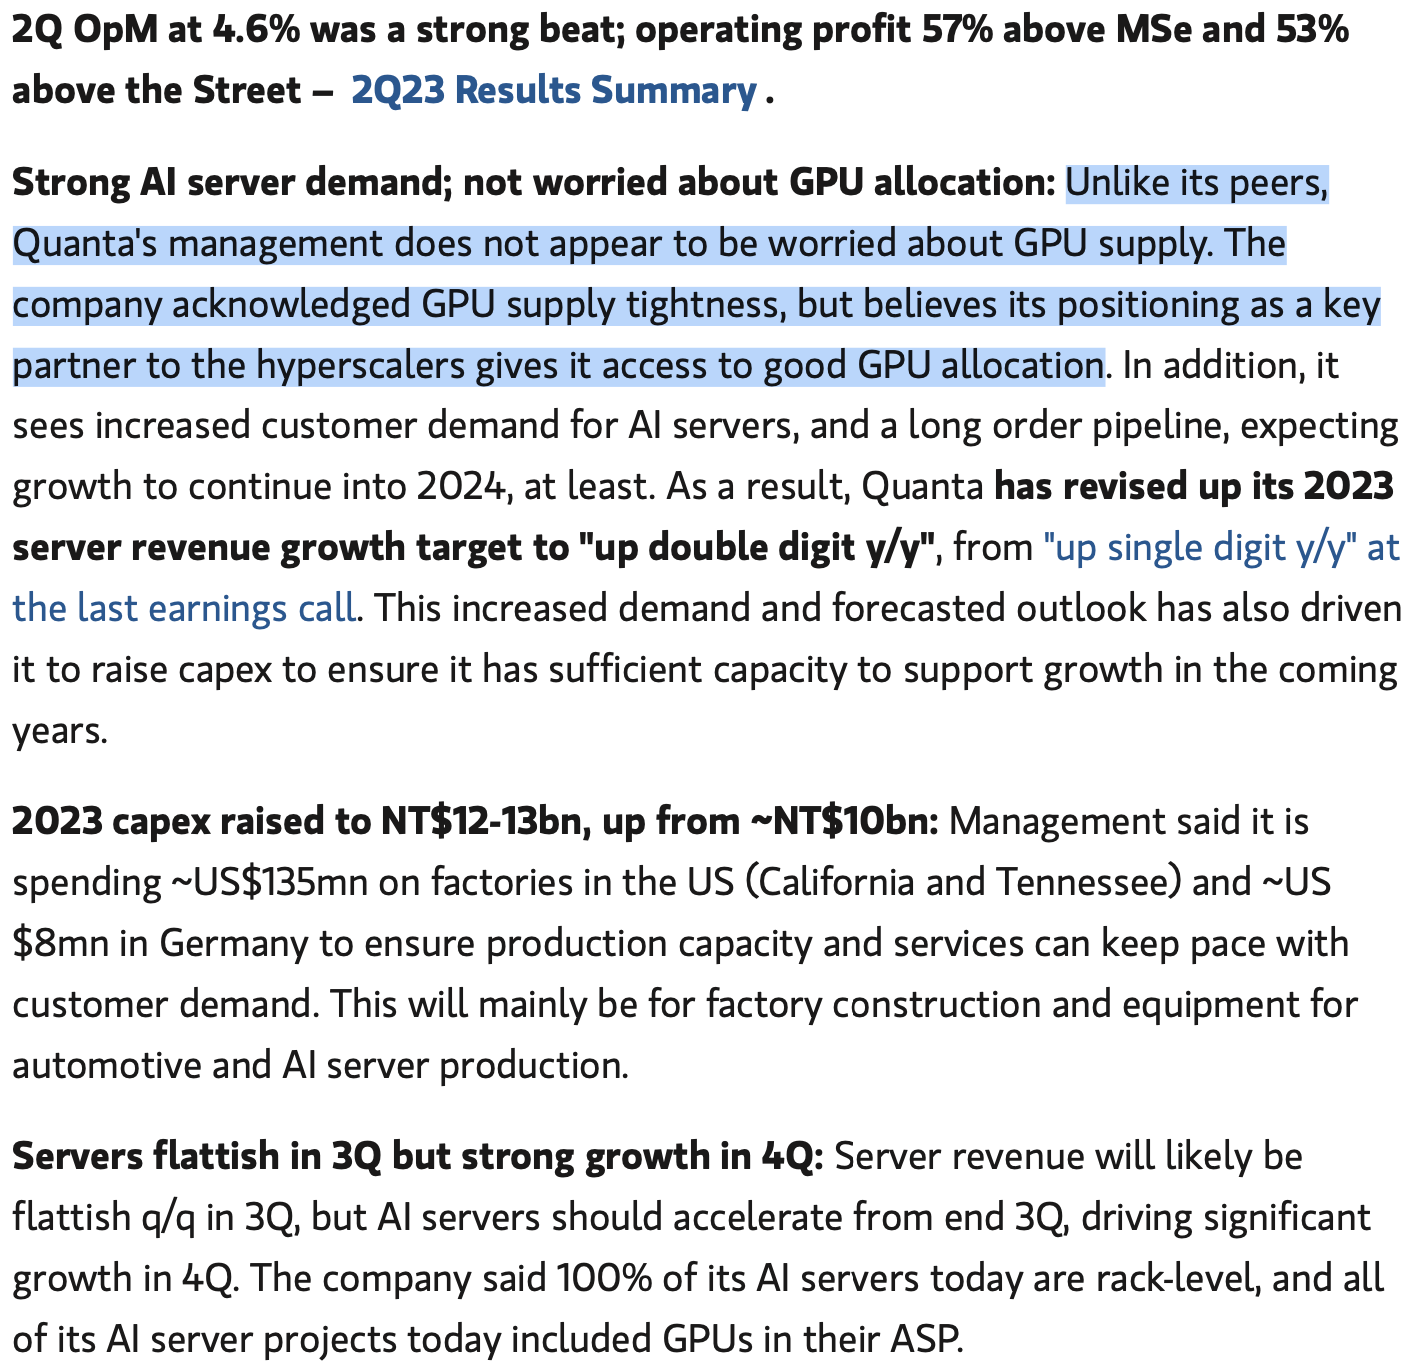 2Q OpM at 4.6% was a strong beat; operating profit 57% above MSe and 53%
above the Street – 2Q23 Results Summary .
Strong AI server demand; not worried about GPU allocation: Unlike its peers,
Quanta's management does not appear to be worried about GPU supply. The
company acknowledged GPU supply tightness, but believes its positioning as a key
partner to the hyperscalers gives it access to good GPU allocation. In addition, it
sees increased customer demand for AI servers, and a long order pipeline, expecting
growth to continue into 2024, at least. As a result, Quanta has revised up its 2023
server revenue growth target to "up double digit y/y", from "up single digit y/y" at
the last earnings call. This increased demand and forecasted outlook has also driven
it to raise capex to ensure it has sufficient capacity to support growth in the coming
years.
2023 capex raised to NT$12-13bn, up from ~NT$10bn: Management said it is
spending ~US$135mn on factories in the US (California and Tennessee) and ~US
$8mn in Germany to ensure production capacity and services can keep pace with
customer demand. This will mainly be for factory construction and equipment for
automotive and AI server production.
Servers flattish in 3Q but strong growth in 4Q: Server revenue will likely be
flattish q/q in 3Q, but AI servers should accelerate from end 3Q, driving significant
growth in 4Q. The company said 100% of its AI servers today are rack-level, and all
of its AI server projects today included GPUs in their ASP.